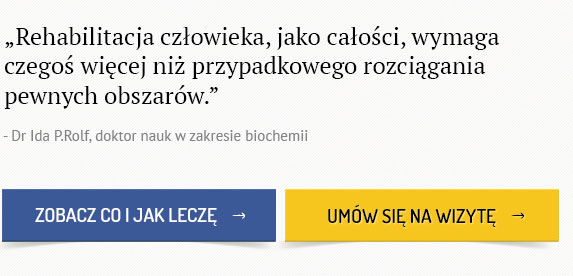 „Rehabilitacja człowieka, jako całości, wymaga
czegoś więcej niż przypadkowego rozciągania
pewnych obszarów.”
- Dr Ida P.Rolf, doktor nauk w zakresie biochemii
ZOBACZ CO I JAK LECZĘ →
UMÓW SIĘ NA WIZYTĘ →